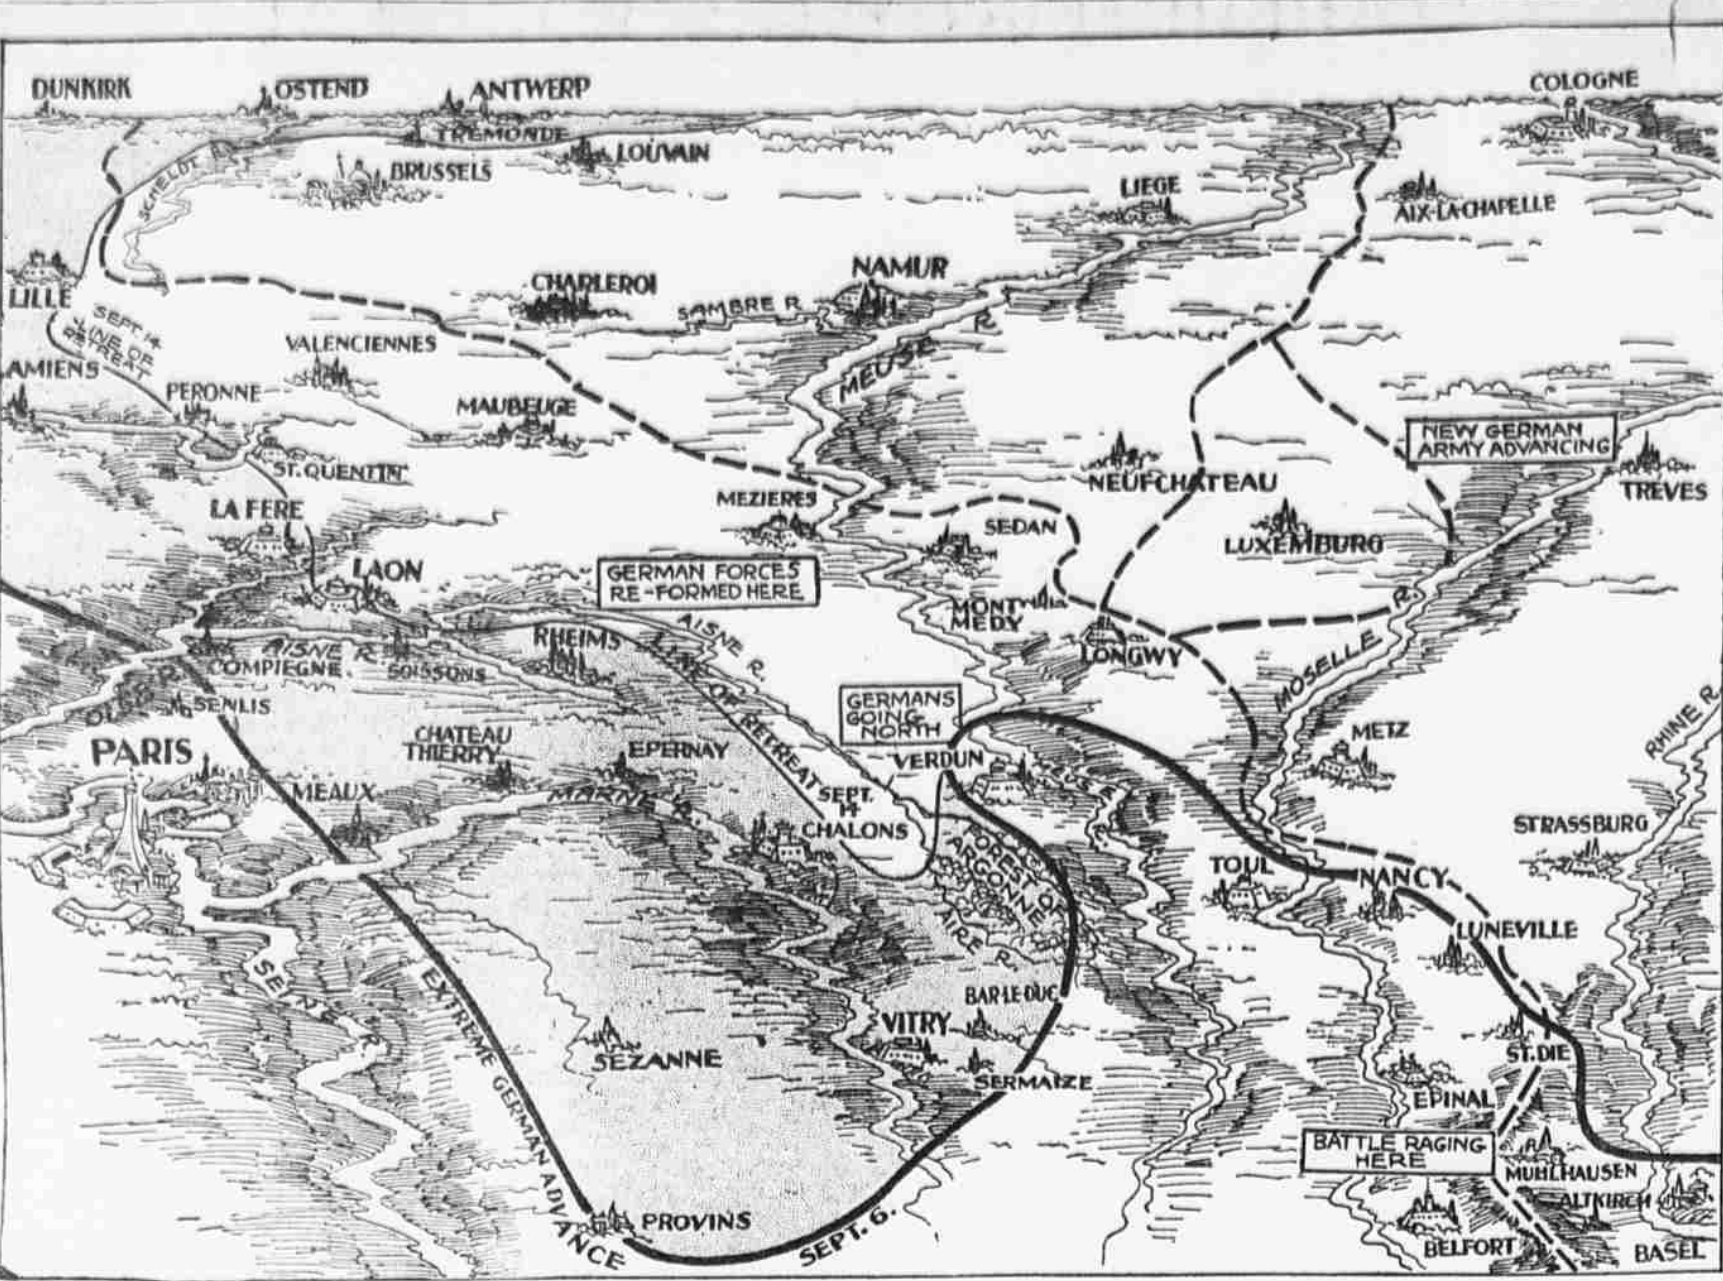 DUNKIRK
OSTEND
ANTWERP
COLOGNE
TREMONDE
LOUVAIN
BRUSSELS
SCHELDT R.
LIEGE
AIX-LA-CHAPELLE
LILLE
CHARLEROI
NAMUR
SAMBRE R.
SEPT 14
LINE OF
RETREAT
VALENCIENNES
MEUSE R.
AMIENS
PERONNE
MAUBEUGE
NEW GERMAN
ARMY ADVANCING
ST. QUENTIN
NEUFCHATEAU
TREVES
MEZIERES
LA FERE
SEDAN
LUXEMBURG
LAON
GERMAN FORCES
RE-FORMED HERE
MONT
MEDY
AISNE R.
RHEIMS
LONGWY
AISNE R.
COMPIEGNE.
SOISSONS
LINE OF RETREAT SEPT.
14
MOSELLE R.
OISE R.
SENLIS
GERMANS
GOING
NORTH
PARIS
CHATEAU
THIERRY
EPERNAY
VERDUN
METZ
RHINE R.
MEAUX
MARNE R.
MEUSE R.
CHALONS
STRASSBURG
FOREST OF
ARGONNE
TOUL
NANCY
AIRE R.
LUNEVILLE
SEINE R.
EXTREME GERMAN ADVANCE
BAR-LE-DUC
VITRY
SEZANNE
SERMAIZE
ST. DIE
EPINAL
BATTLE RAGING
HERE
MUHLHAUSEN
ALTKIRCH
PROVINS
SEPT. 6.
BELFORT
BASEL